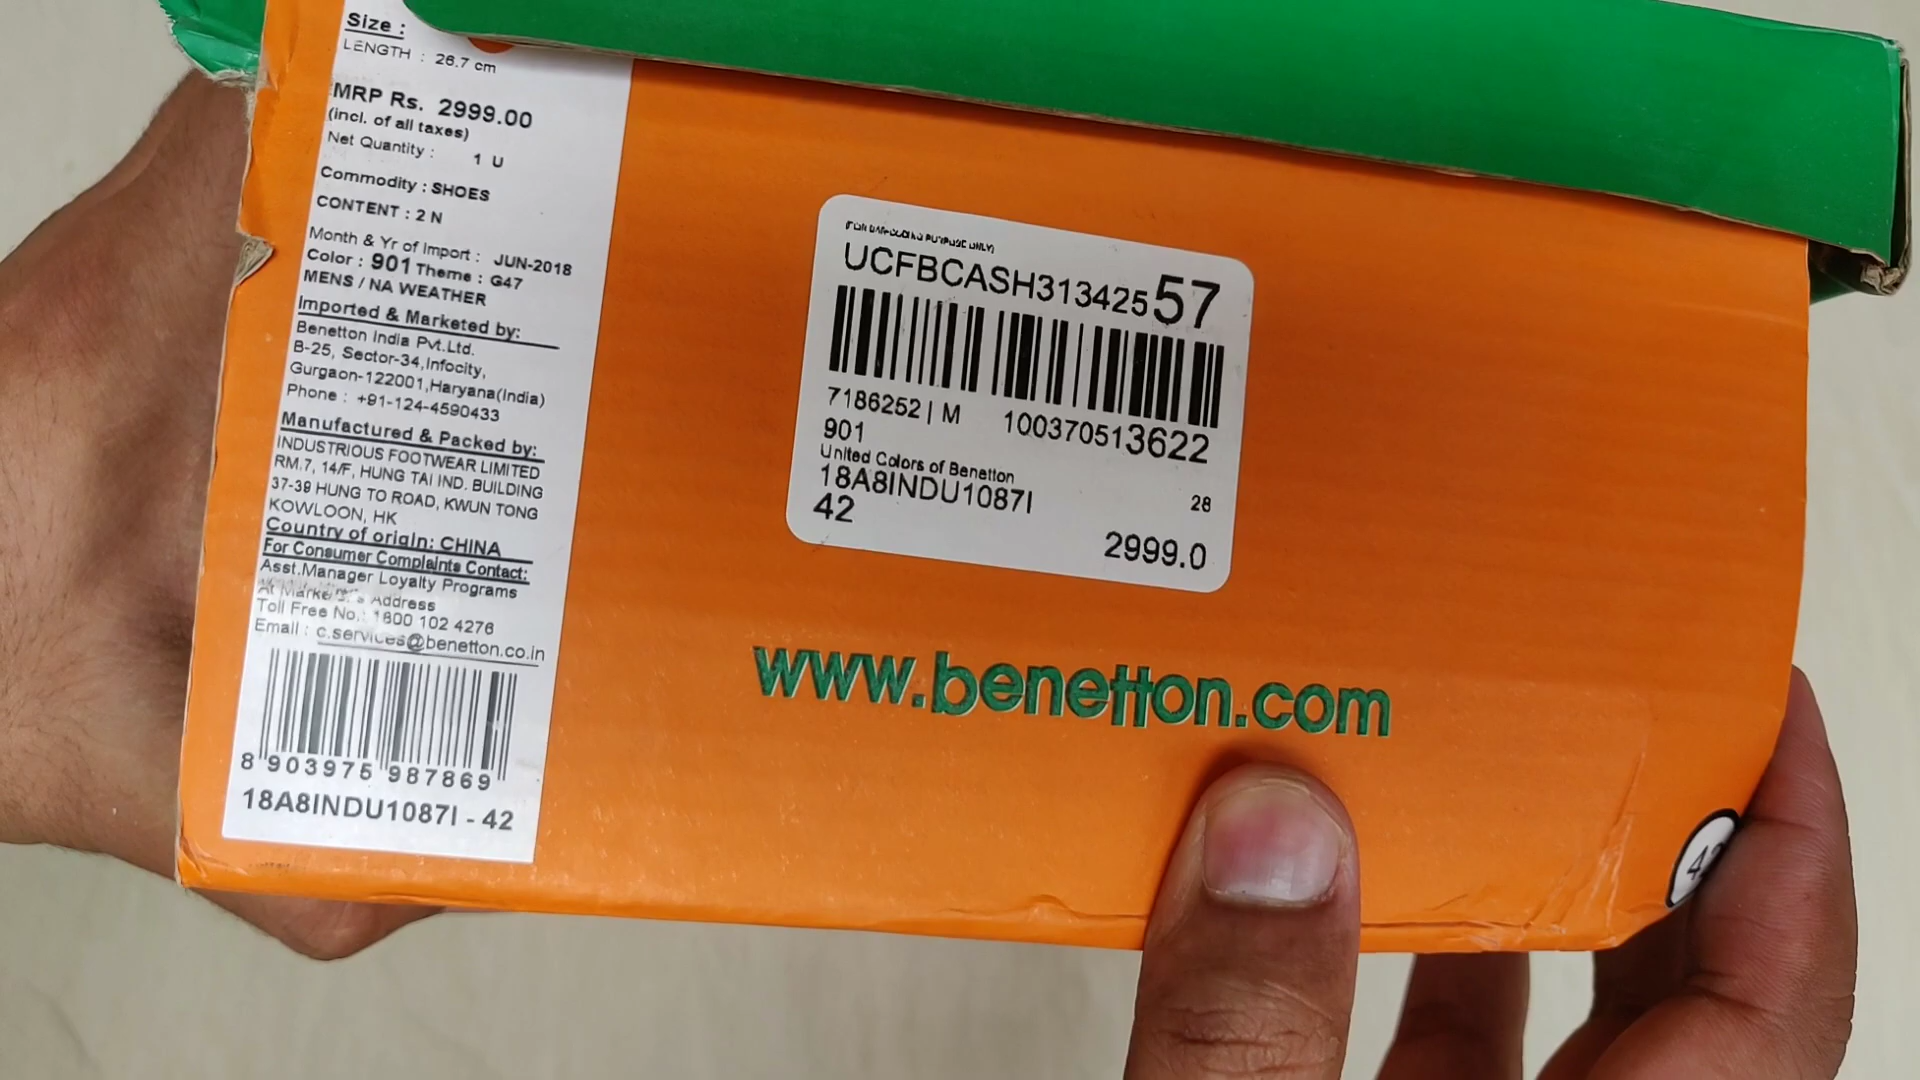 Size :
LENGTH : 26.7 cm
MRP Rs. 2999.00
(incl. of all taxes)
Net Quantity : 1 U
Commodity : SHOES
CONTENT : 2 N
Month & Yr of Import : JUN-2018
Color : 901 Theme : G47
MENS / NA WEATHER
Imported & Marketed by:
Benetton India Pvt.Ltd.
B-25, Sector-34,Infocity,
Gurgaon-122001,Haryana(India)
Phone : +91-124-4590433
Manufactured & Packed by:
INDUSTRIOUS FOOTWEAR LIMITED
RM.7, 14/F, HUNG TAI IND. BUILDING
37-39 HUNG TO ROAD, KWUN TONG
KOWLOON, HK
Country of origin: CHINA
For Consumer Complaints Contact:
Asst.Manager Loyalty Programs
At Address
Toll Free No.: 1800 102 4276
Email : c.services@benetton.co.in
8 903975 987869
18A8INDU1087I - 42
PURPOSE ONLY)
UCFBCASH31342557
7186252 | M 100370513622
901
United Colors of Benetton
18A8INDU1087I 28
42 2999.0
www.benetton.com